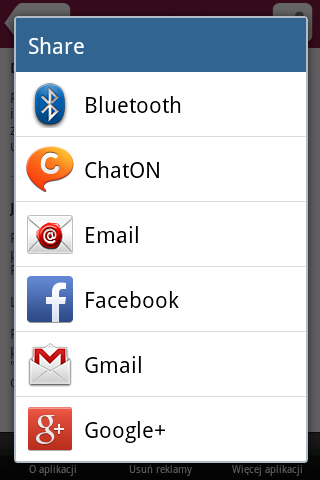 Share
Bluetooth
ChatON
Email
Facebook
Gmail
Google+
O aplikacji Usuń reklamy Więcej aplikacji